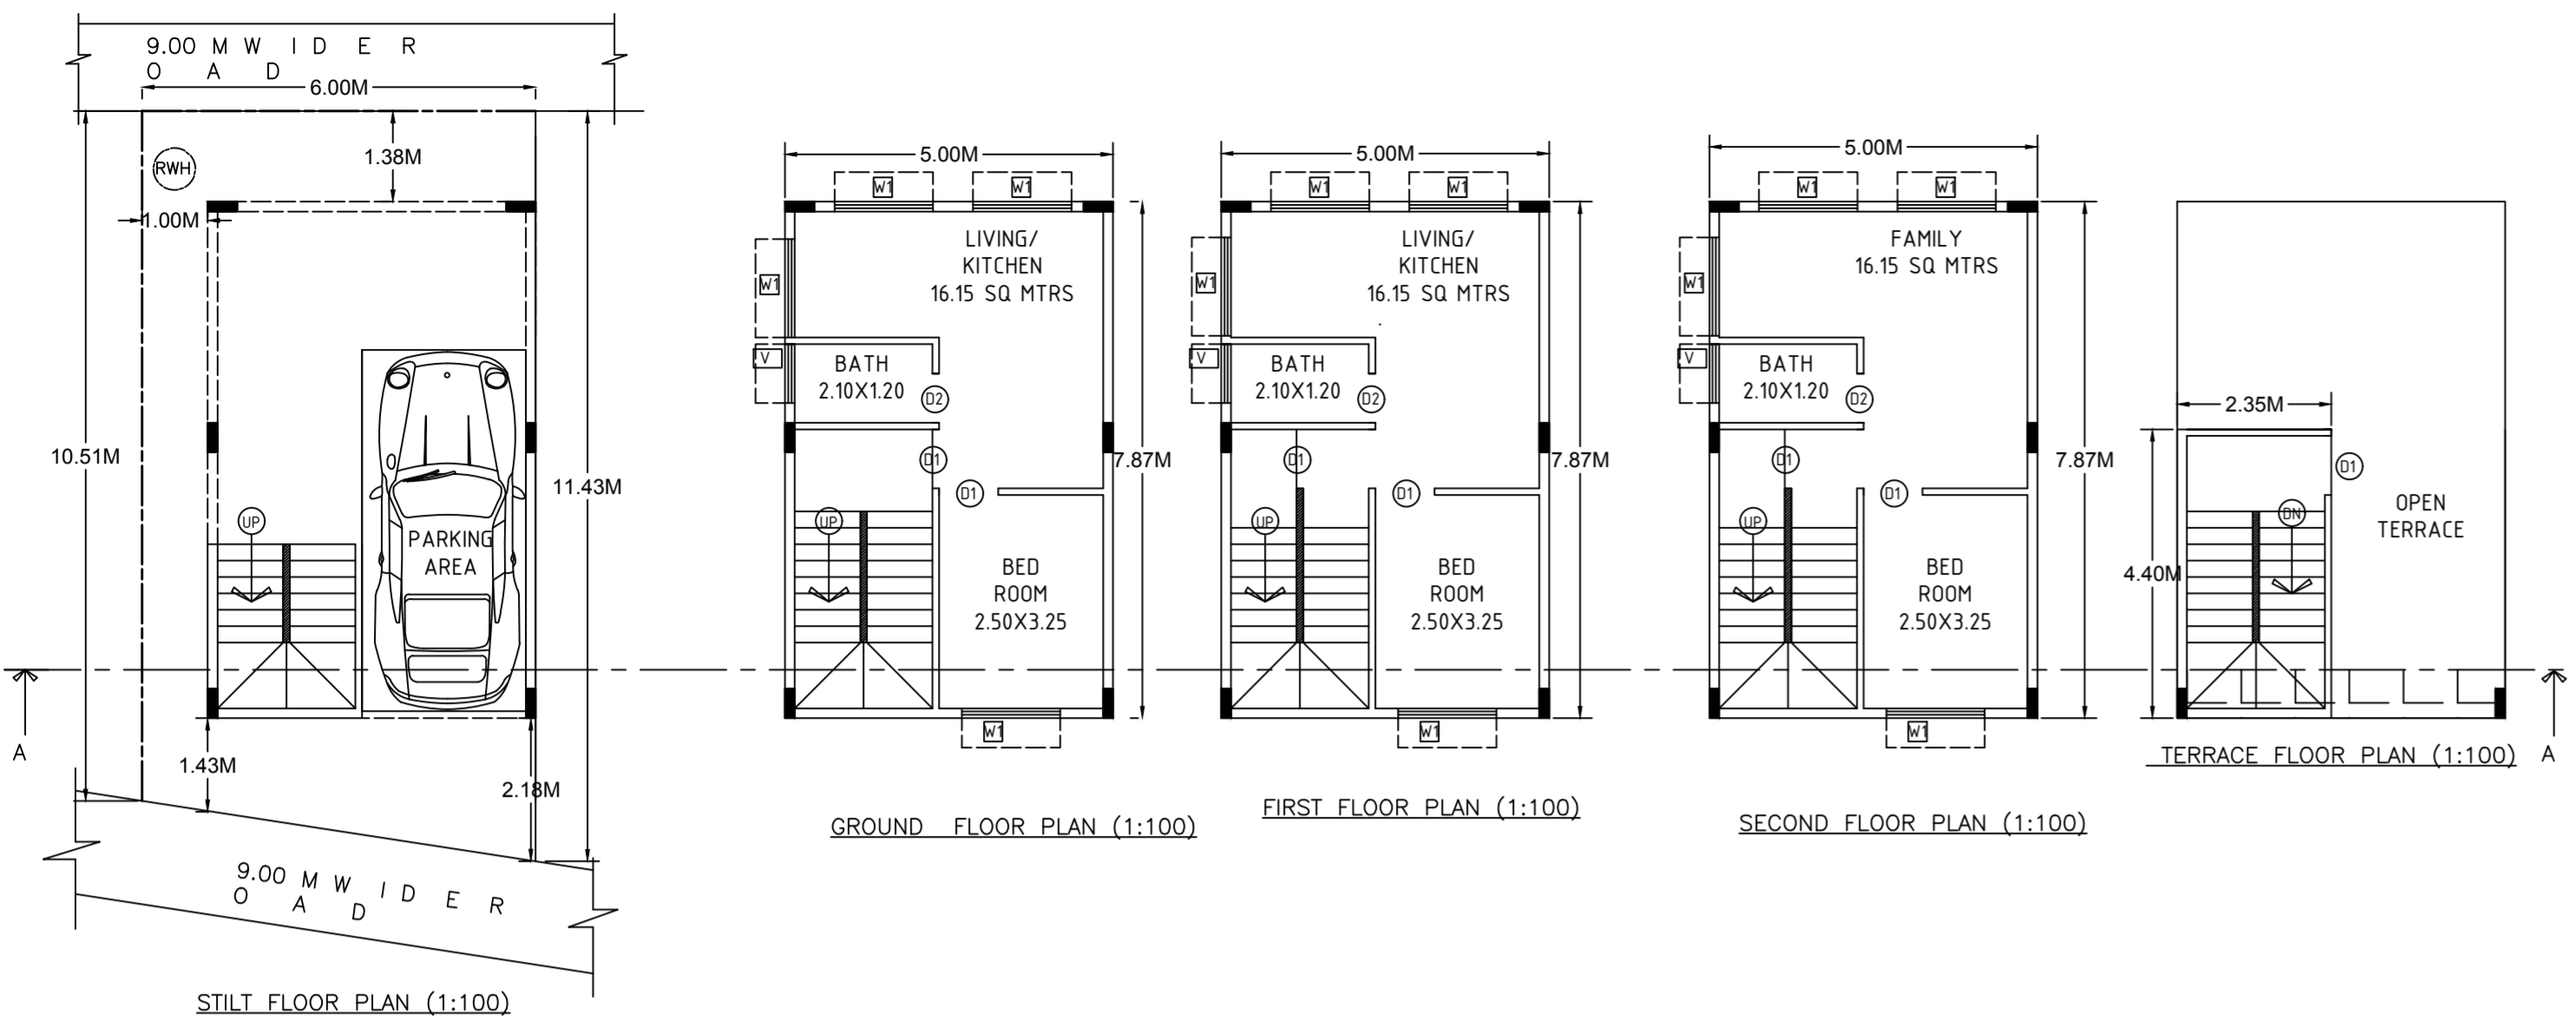 9.00 M W I D E R
O A D
6.00M
1.38M
RWH
1.00M
10.51M
11.43M
UP
PARKING
AREA
1.43M
2.18M
A
9.00 M W I D E R
O A D
STILT FLOOR PLAN (1:100)
5.00M
W1
W1
LIVING/
KITCHEN
16.15 SQ MTRS
W1
V
BATH
2.10X1.20
D2
D1
7.87M
D1
UP
BED
ROOM
2.50X3.25
W1
GROUND FLOOR PLAN (1:100)
5.00M
W1
W1
LIVING/
KITCHEN
16.15 SQ MTRS
W1
V
BATH
2.10X1.20
D2
D1
7.87M
D1
UP
BED
ROOM
2.50X3.25
W1
FIRST FLOOR PLAN (1:100)
5.00M
W1
W1
FAMILY
16.15 SQ MTRS
W1
V
BATH
2.10X1.20
D2
D1
7.87M
D1
UP
BED
ROOM
2.50X3.25
W1
SECOND FLOOR PLAN (1:100)
2.35M
D1
DN
OPEN
TERRACE
4.40M
TERRACE FLOOR PLAN (1:100)
A